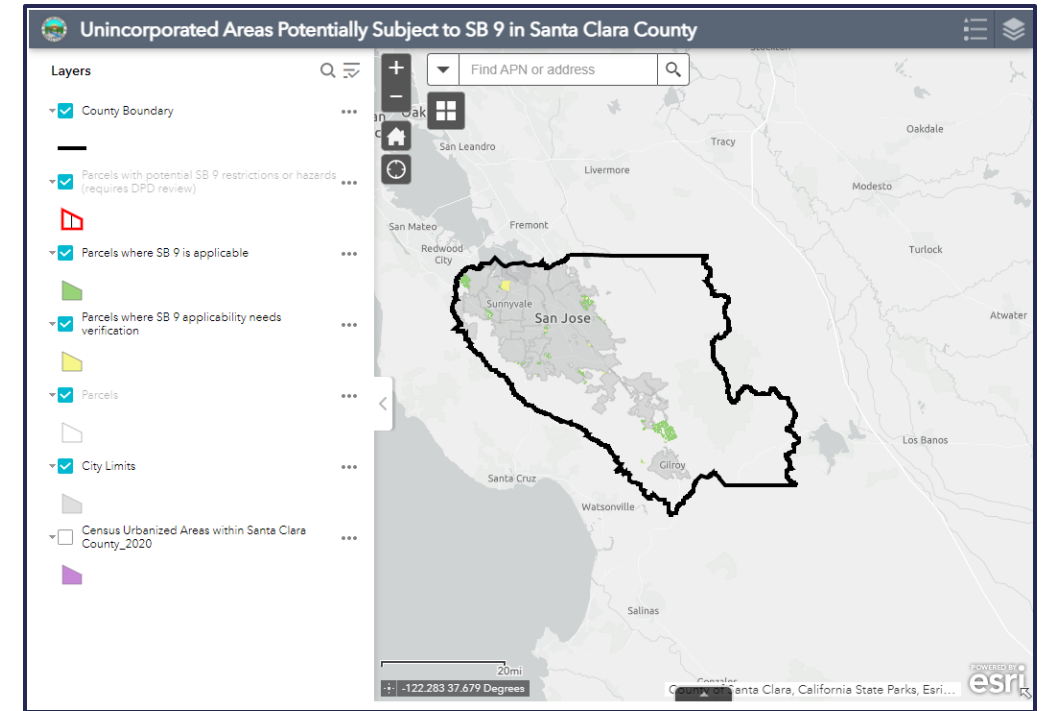 Unincorporated Areas Potentially Subject to SB 9 in Santa Clara County
Layers
County Boundary
Parcels with potential SB 9 restrictions or hazards
(requires DPD review)
Parcels where SB 9 is applicable
Parcels where SB 9 applicability needs
verification
Parcels
City Limits
Census Urbanized Areas within Santa Clara
County_2020
+
Find APN or address
−
Oak
San Leandro
Tracy
Oakdale
Livermore
Modesto
San Mateo
Fremont
Redwood
City
Turlock
Sunnyvale
San Jose
Atwater
Los Banos
Gilroy
Santa Cruz
Watsonville
Salinas
20mi
-122.283 37.679 Degrees
County of Santa Clara, California State Parks, Esri...
POWERED BY
esri